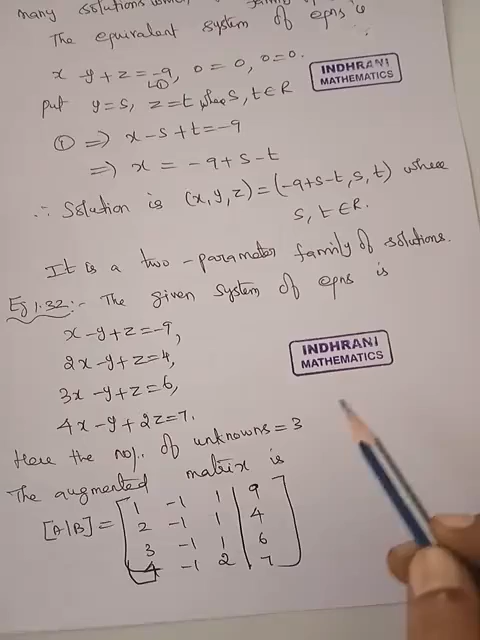 many solutions which family of
The equivalent system of eqns is
x y+z=-9, 0=0, 0=0.
①
put y=s, z=t where s, t∈R
① ⇒ x-s+t=-9
⇒ x = -9+s-t
∴ Solution is (x,y,z)=(-9+s-t, s, t) where
s, t∈R.
INDHRANI
MATHEMATICS
It is a two-parameter family of solutions.
Eg 1.32:- The given system of eqns is
x-y+z=-9,
2x-y+z=4,
3x-y+z=6,
4x-y+2z=7.
INDHRANI
MATHEMATICS
Here the no/. of unknowns=3
The augmented matrix is
[A|B]= [1 -1 1 | 9
2 -1 1 | 4
3 -1 1 | 6
4 -1 2 | 7]